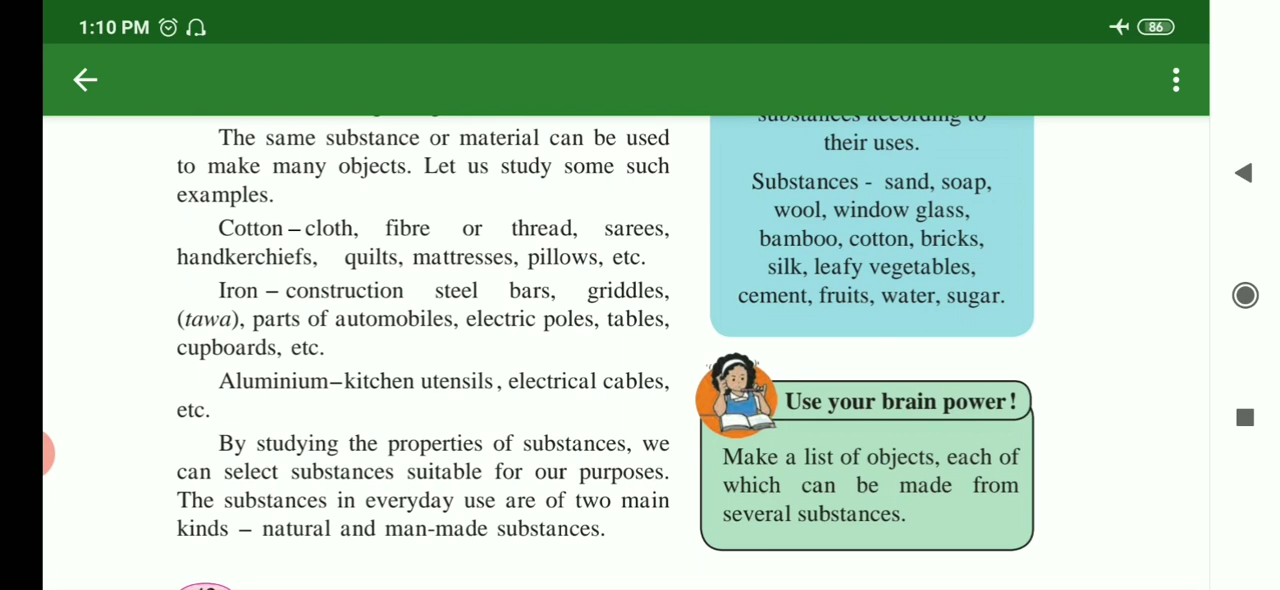 1:10 PM
86
The same substance or material can be used
to make many objects. Let us study some such
examples.
Cotton – cloth, fibre or thread, sarees,
handkerchiefs, quilts, mattresses, pillows, etc.
Iron – construction steel bars, griddles,
(tawa), parts of automobiles, electric poles, tables,
cupboards, etc.
Aluminium – kitchen utensils , electrical cables,
etc.
By studying the properties of substances, we
can select substances suitable for our purposes.
The substances in everyday use are of two main
kinds – natural and man-made substances.
substances according to
their uses.
Substances - sand, soap,
wool, window glass,
bamboo, cotton, bricks,
silk, leafy vegetables,
cement, fruits, water, sugar.
Use your brain power !
Make a list of objects, each of
which can be made from
several substances.